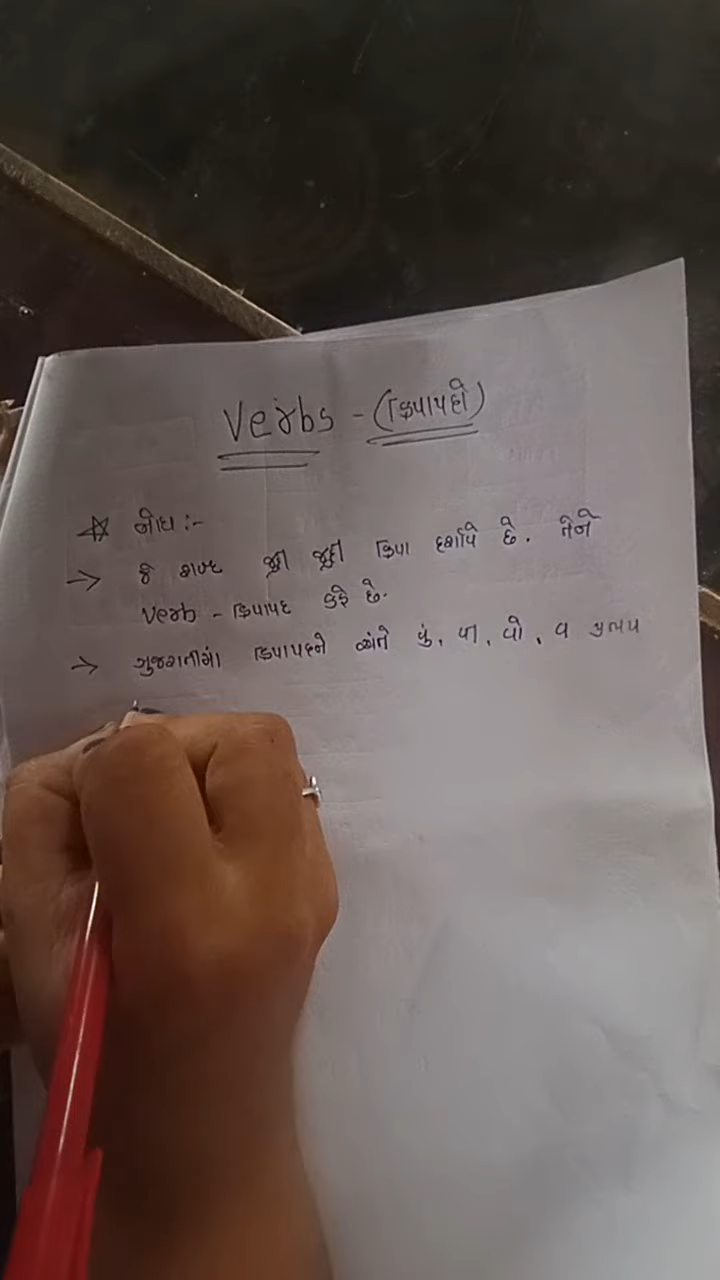 Verbs - (ક્રિપાપદો)
☆ નોધ :-
→ જે શબ્દ જુદા જુદી ક્રિપા દર્શાવે છે. તેને
Verb - ક્રિપાપદ કહે છે.
→ ગુજરાતીમાં ક્રિપાપદને અંતે વું, વા, વો, વ પ્રત્યય